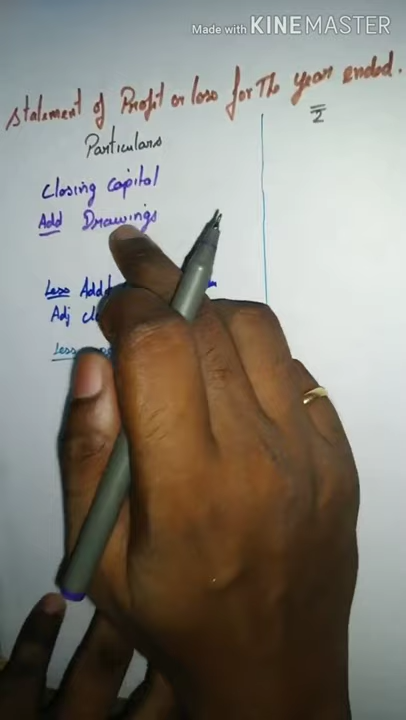 Made with KINEMASTER
Statement of Profit or loss for The year ended.
Particulars
Closing Capital
Add Drawings
Less
Adj
Less